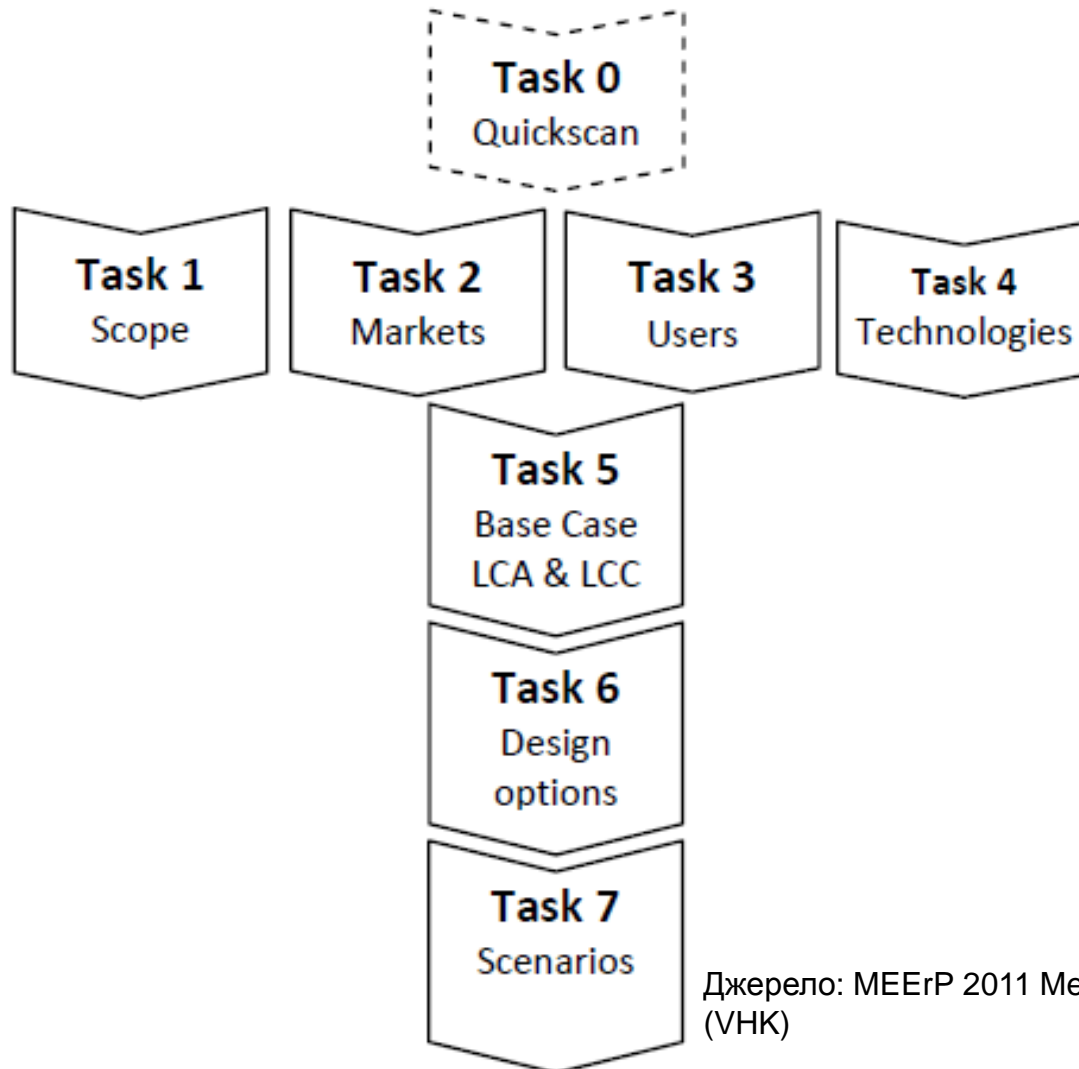 Task 0
Quickscan
Task 1
Scope
Task 2
Markets
Task 3
Users
Task 4
Technologies
Task 5
Base Case
LCA & LCC
Task 6
Design
options
Task 7
Scenarios
Джерело: MEErP 2011 Me
(VHK)